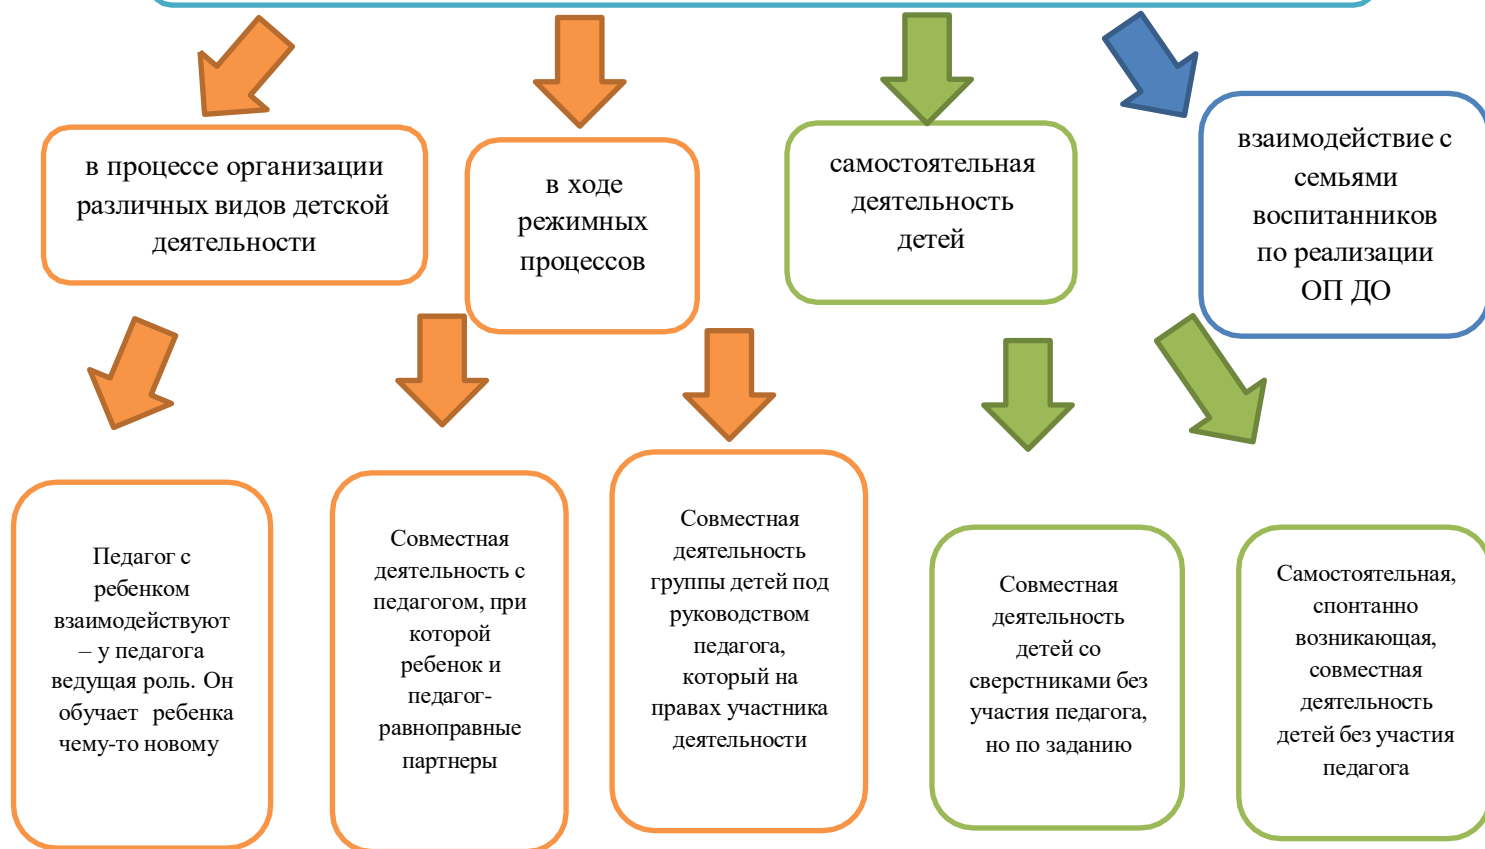 в процессе организации
различных видов детской
деятельности
в ходе
режимных
процессов
самостоятельная
деятельность
детей
взаимодействие с
семьями
воспитанников
по реализации
ОП ДО
Педагог с
ребенком
взаимодействуют
– у педагога
ведущая роль. Он
обучает ребенка
чему-то новому
Совместная
деятельность с
педагогом, при
которой
ребенок и
педагог-
равноправные
партнеры
Совместная
деятельность
группы детей под
руководством
педагога,
который на
правах участника
деятельности
Совместная
деятельность
детей со
сверстниками без
участия педагога,
но по заданию
Самостоятельная,
спонтанно
возникающая,
совместная
деятельность
детей без участия
педагога